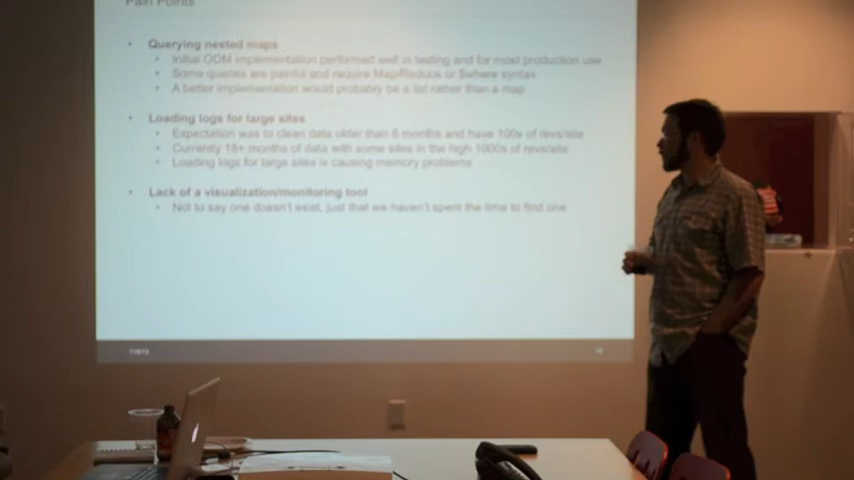 Pain Points
Querying nested maps
Initial ODM implementation performed well in testing and for most production use
Some queries are painful and require Map/Reduce or $where syntax
A better implementation would probably be a list rather than a map
Loading logs for large sites
Expectation was to clean data older than 6 months and have 100s of revs/site
Currently 18+ months of data with some sites in the high 1000s of revs/site
Loading logs for large sites is causing memory problems
Lack of a visualization/monitoring tool
Not to say one doesn't exist, just that we haven't spent the time to find one